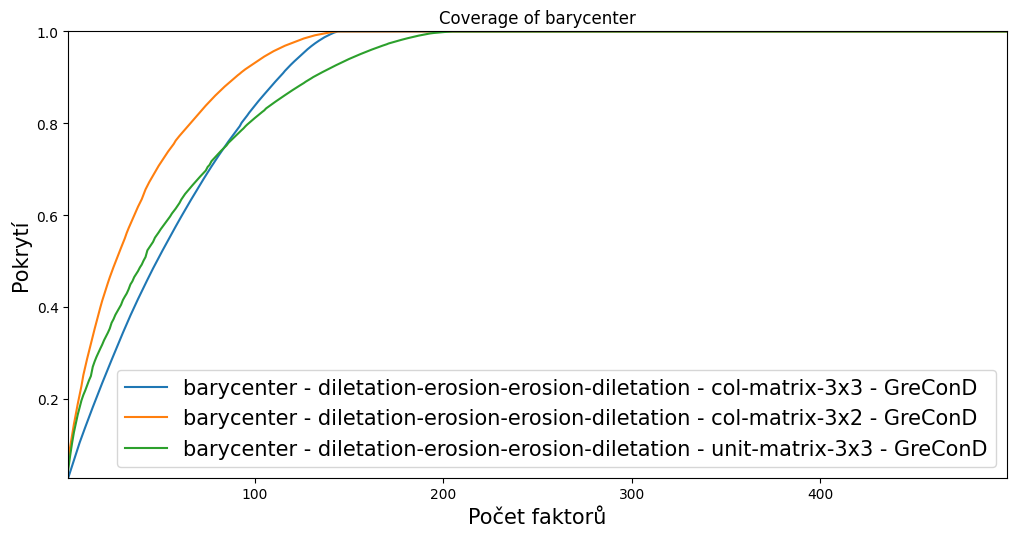 Coverage of barycenter
1.0
0.8
0.6
0.4
0.2
Pokrytí
barycenter - diletation-erosion-erosion-diletation - col-matrix-3x3 - GreConD
barycenter - diletation-erosion-erosion-diletation - col-matrix-3x2 - GreConD
barycenter - diletation-erosion-erosion-diletation - unit-matrix-3x3 - GreConD
100
200
300
400
Počet faktorů